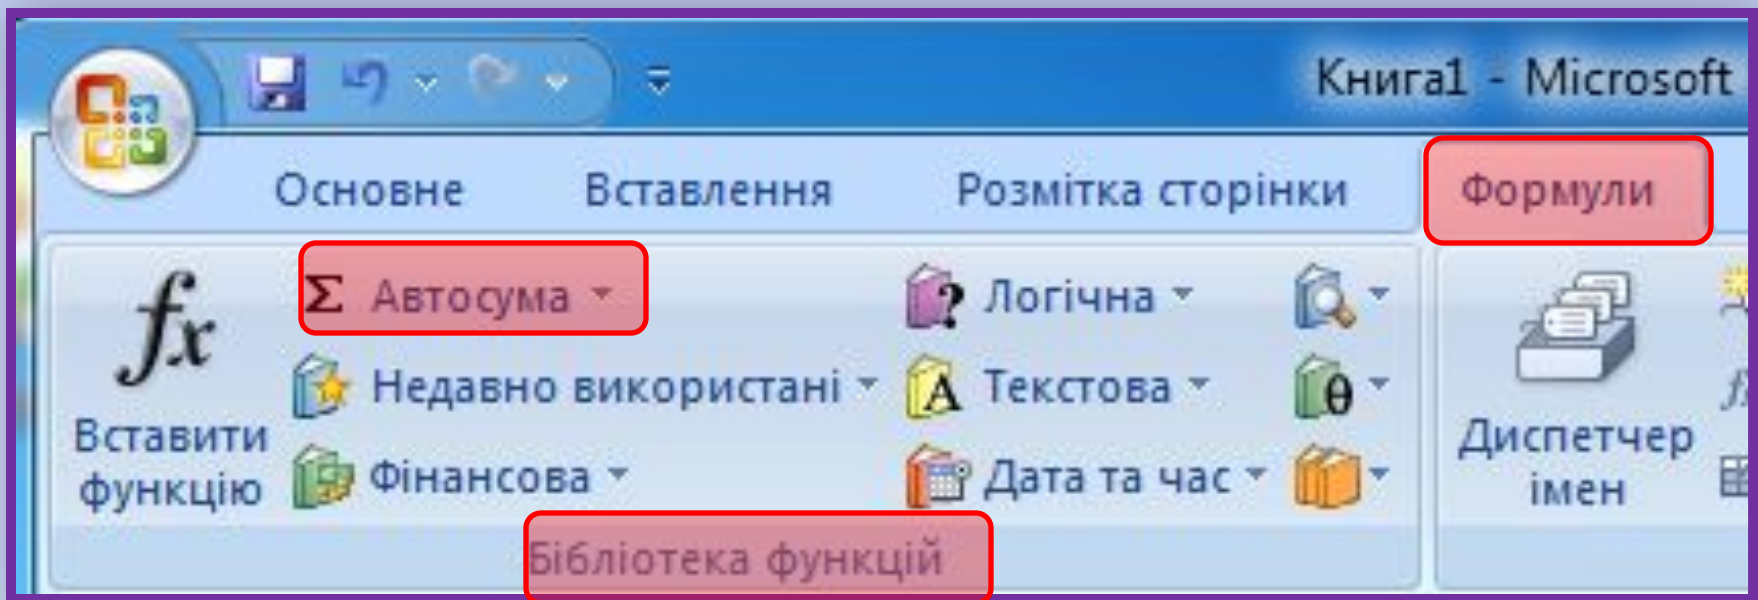 Книга1 - Microsoft
Основне Вставлення Розмітка сторінки Формули
fx Σ Автосума Логічна
Недавно використані Текстова
Вставити функцію Фінансова Дата та час
Диспетчер імен
Бібліотека функцій